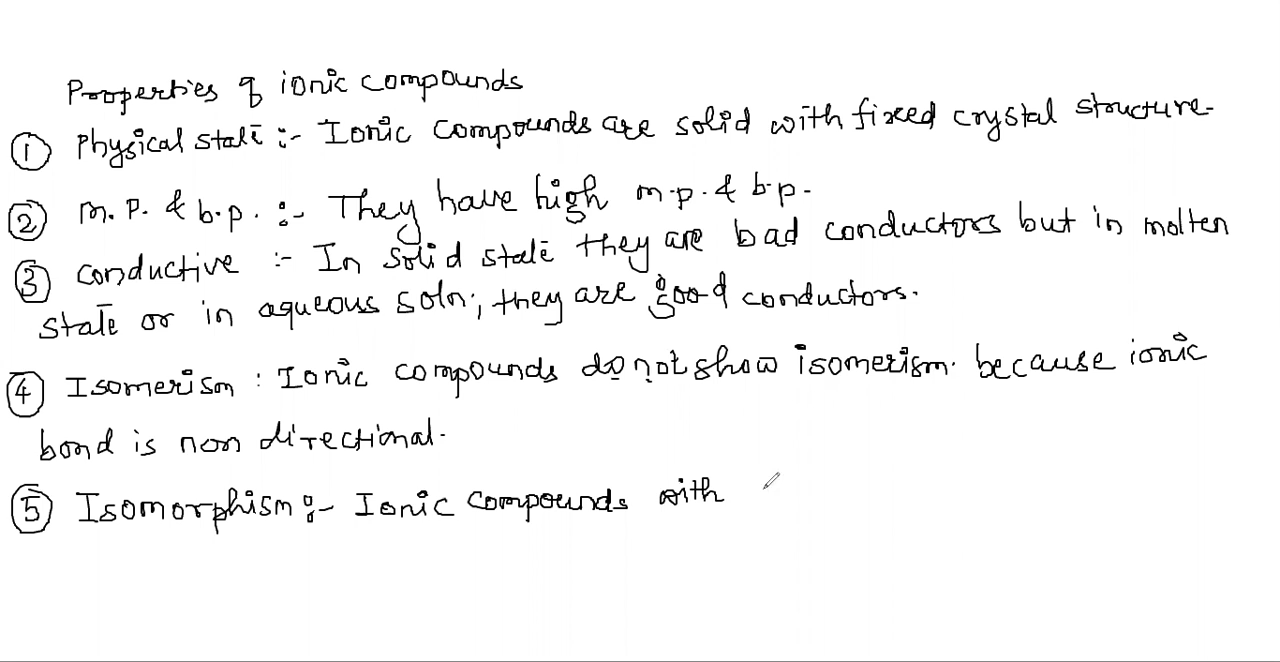 Properties of ionic compounds
① Physical state :- Ionic compounds are solid with fixed crystal structure.
② m.p. & b.p. :- They have high m.p. & b.p.
③ conductive :- In solid state they are bad conductors but in molten
state or in aqueous soln; they are good conductors.
④ Isomerism : Ionic compounds do not show isomerism. because ionic
bond is non directional.
⑤ Isomorphism :- Ionic compounds with